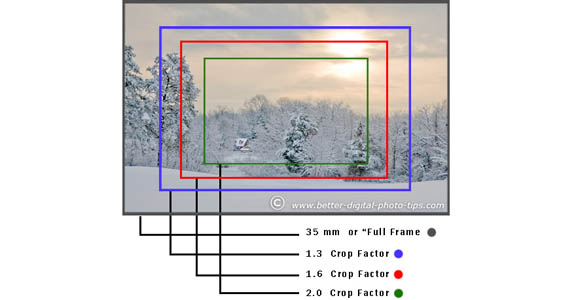 © www.better-digital-photo-tips.com
35 mm or "Full Frame
1.3 Crop Factor
1.6 Crop Factor
2.0 Crop Factor